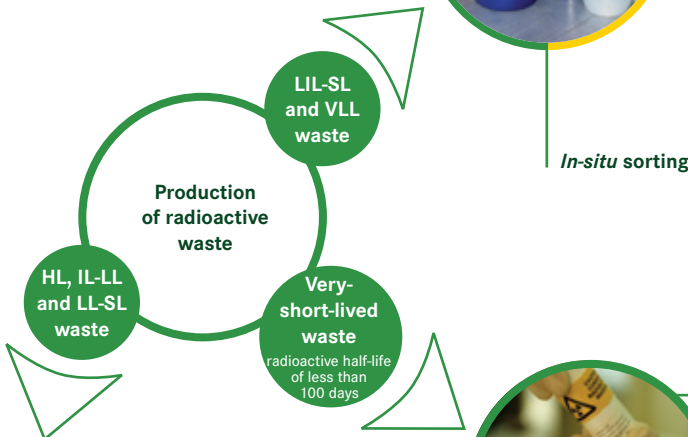 LIL-SL
and VLL
waste
In-situ sorting
Production
of radioactive
waste
HL, IL-LL
and LL-SL
waste
Very-
short-lived
waste
radioactive half-life
of less than
100 days